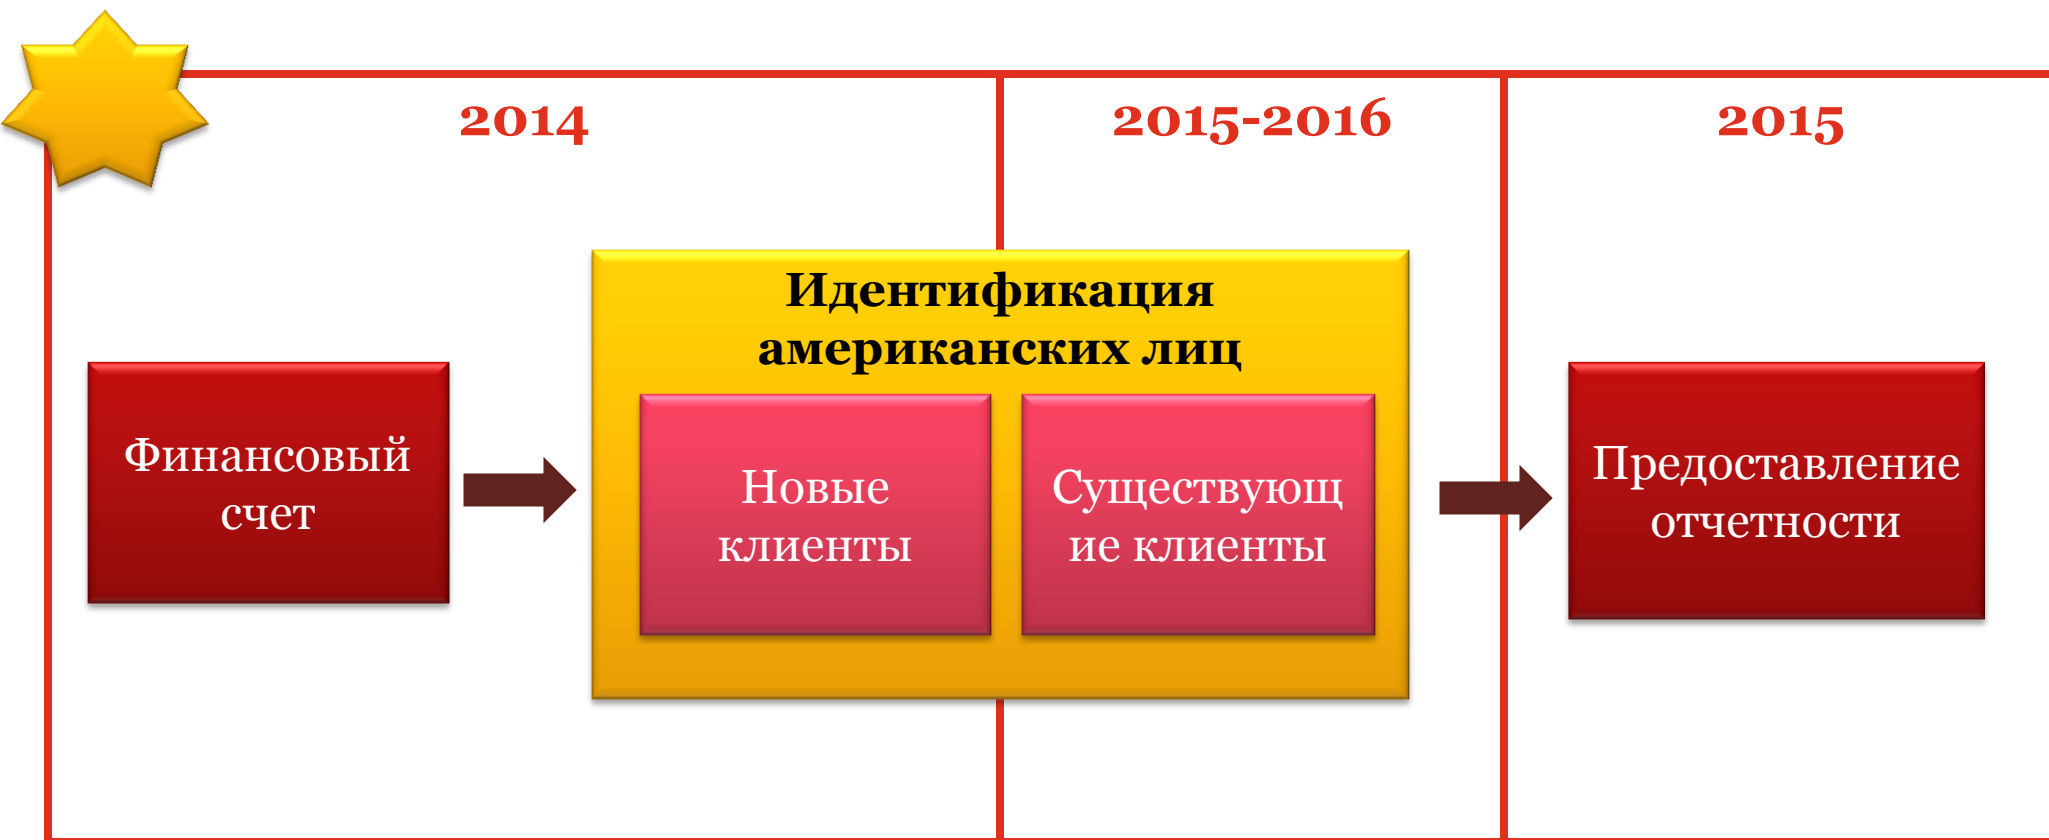 2014
2015-2016
2015
Идентификация
американских лиц
Финансовый
счет
Новые
клиенты
Существующ
ие клиенты
Предоставление
отчетности